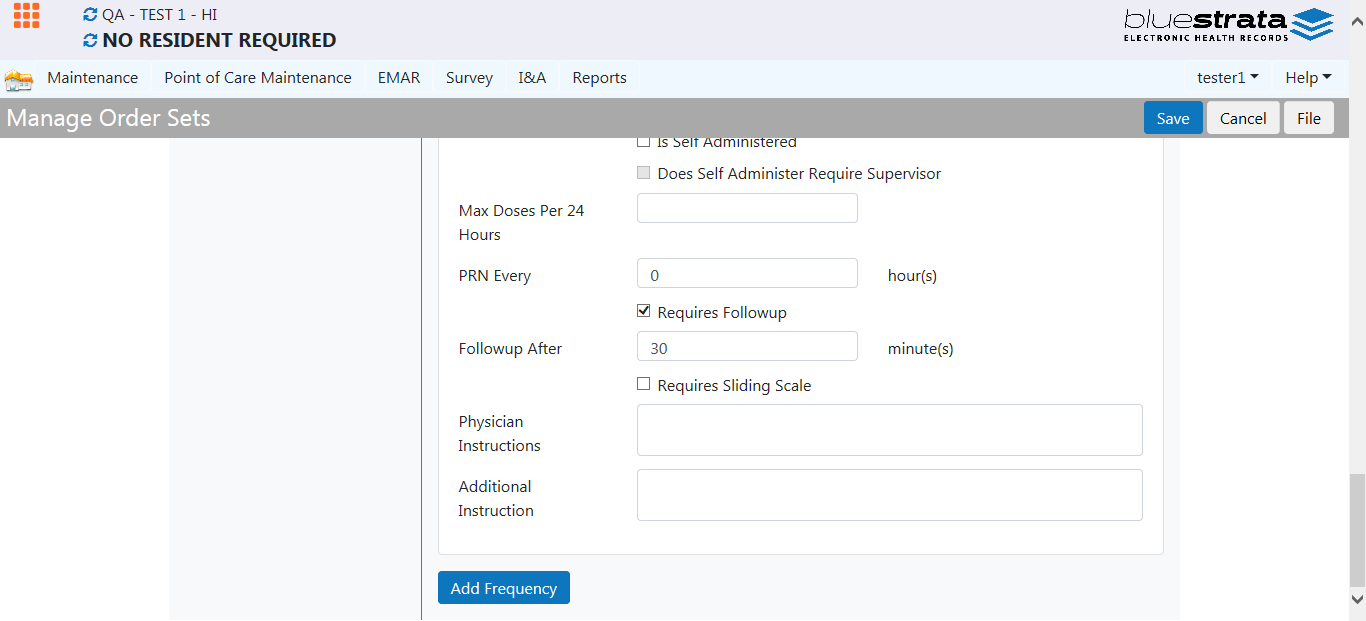 QA - TEST 1 - HI
NO RESIDENT REQUIRED
bluestrata
ELECTRONIC HEALTH RECORDS
Maintenance Point of Care Maintenance EMAR Survey I&A Reports tester1 Help
Manage Order Sets Save Cancel File
Is Self Administered
Does Self Administer Require Supervisor
Max Doses Per 24
Hours
PRN Every 0 hour(s)
Requires Followup
Followup After 30 minute(s)
Requires Sliding Scale
Physician
Instructions
Additional
Instruction
Add Frequency